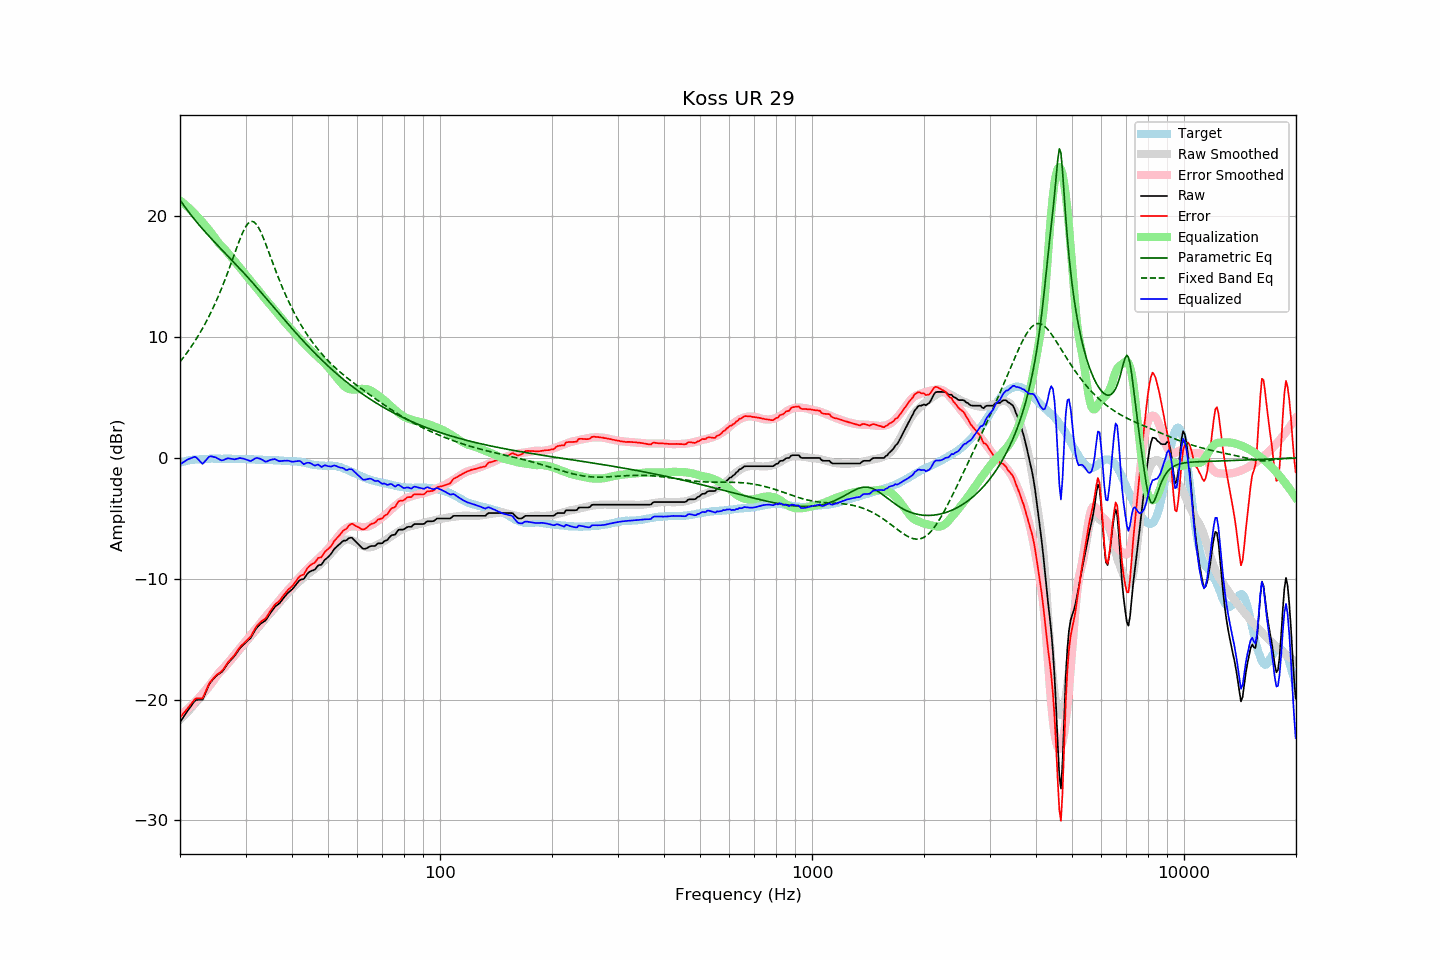 Koss UR 29
Target
Raw Smoothed
Error Smoothed
Raw
Error
Equalization
Parametric Eq
Fixed Band Eq
Equalized
Amplitude (dBr)
20
10
0
−10
−20
−30
100
1000
10000
Frequency (Hz)